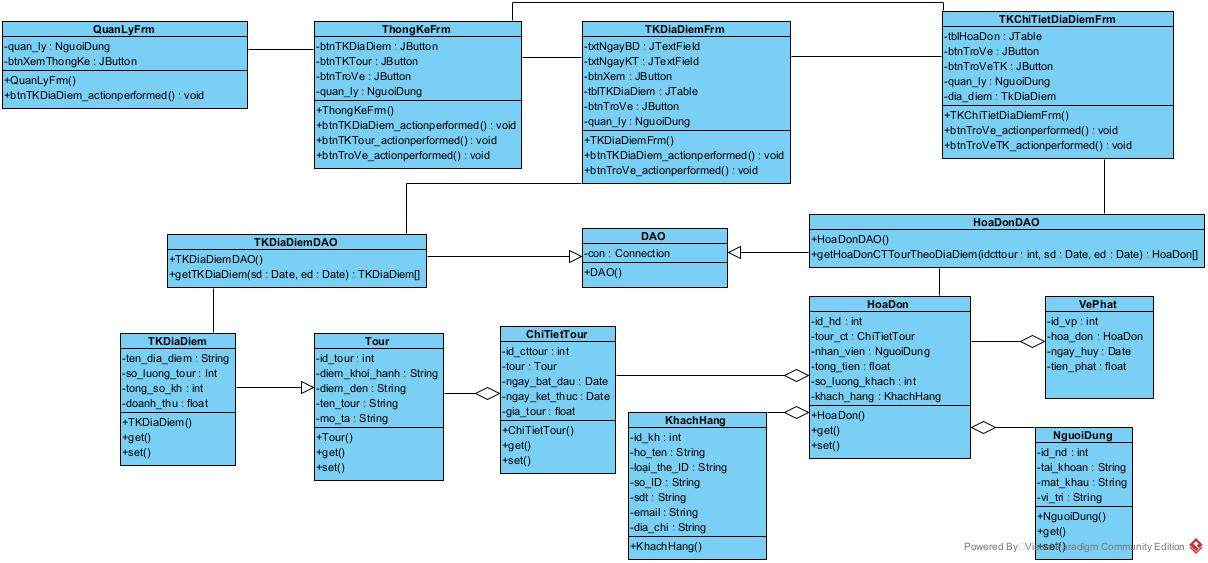 QuanLyFrm
-quan_ly : NguoiDung
-btnXemThongKe : JButton
+QuanLyFrm()
+btnTKDiaDiem_actionperformed() : void
ThongKeFrm
-btnTKDiaDiem : JButton
-btnTKTour : JButton
-btnTroVe : JButton
-quan_ly : NguoiDung
+ThongKeFrm()
+btnTKDiaDiem_actionperformed() : void
+btnTKTour_actionperformed() : void
+btnTroVe_actionperformed() : void
TKDiaDiemFrm
-txtNgayBD : JTextField
-txtNgayKT : JTextField
-btnXem : JButton
-tblTKDiaDiem : JTable
-btnTroVe : JButton
-quan_ly : NguoiDung
+TKDiaDiemFrm()
+btnTKDiaDiem_actionperformed() : void
+btnTroVe_actionperformed() : void
TKChiTietDiaDiemFrm
-tblHoaDon : JTable
-btnTroVe : JButton
-btnTroVeTK : JButton
-quan_ly : NguoiDung
-dia_diem : TkDiaDiem
+TKChiTietDiaDiemFrm()
+btnTroVe_actionperformed() : void
+btnTroVeTK_actionperformed() : void
TKDiaDiemDAO
+TKDiaDiemDAO()
+getTKDiaDiem(sd : Date, ed : Date) : TKDiaDiem[]
DAO
-con : Connection
+DAO()
HoaDonDAO
+HoaDonDAO()
+getHoaDonCTTourTheoDiaDiem(idcttour : int, sd : Date, ed : Date) : HoaDon[]
TKDiaDiem
-ten_dia_diem : String
-so_luong_tour : Int
-tong_so_kh : int
-doanh_thu : float
+TKDiaDiem()
+get()
+set()
Tour
-id_tour : int
-diem_khoi_hanh : String
-diem_den : String
-ten_tour : String
-mo_ta : String
+Tour()
+get()
+set()
ChiTietTour
-id_cttour : int
-tour : Tour
-ngay_bat_dau : Date
-ngay_ket_thuc : Date
-gia_tour : float
+ChiTietTour()
+get()
+set()
HoaDon
-id_hd : int
-tour_ct : ChiTietTour
-nhan_vien : NguoiDung
-tong_tien : float
-so_luong_khach : int
-khach_hang : KhachHang
+HoaDon()
+get()
+set()
VePhat
-id_vp : int
-hoa_don : HoaDon
-ngay_huy : Date
-tien_phat : float
KhachHang
-id_kh : int
-ho_ten : String
-loại_the_ID : String
-so_ID : String
-sdt : String
-email : String
-dia_chi : String
+KhachHang()
NguoiDung
-id_nd : int
-tai_khoan : String
-mat_khau : String
-vi_tri : String
+NguoiDung()
+get()
+set()
Powered By Visual Paradigm Community Edition